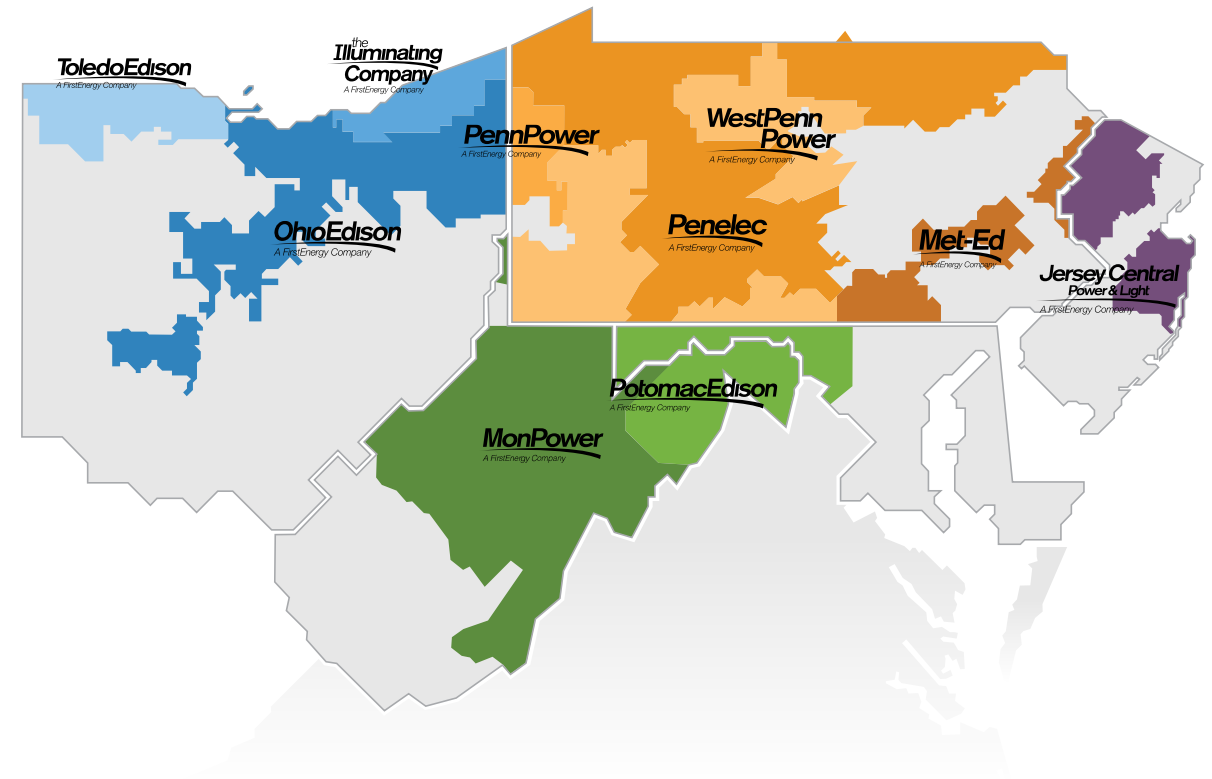 ToledoEdison
A FirstEnergy Company
the
Illuminating
Company
A FirstEnergy Company
PennPower
A FirstEnergy Company
WestPenn
Power
A FirstEnergy Company
OhioEdison
A FirstEnergy Company
Penelec
A FirstEnergy Company
Met-Ed
A FirstEnergy Company
Jersey Central
Power & Light
A FirstEnergy Company
PotomacEdison
A FirstEnergy Company
MonPower
A FirstEnergy Company